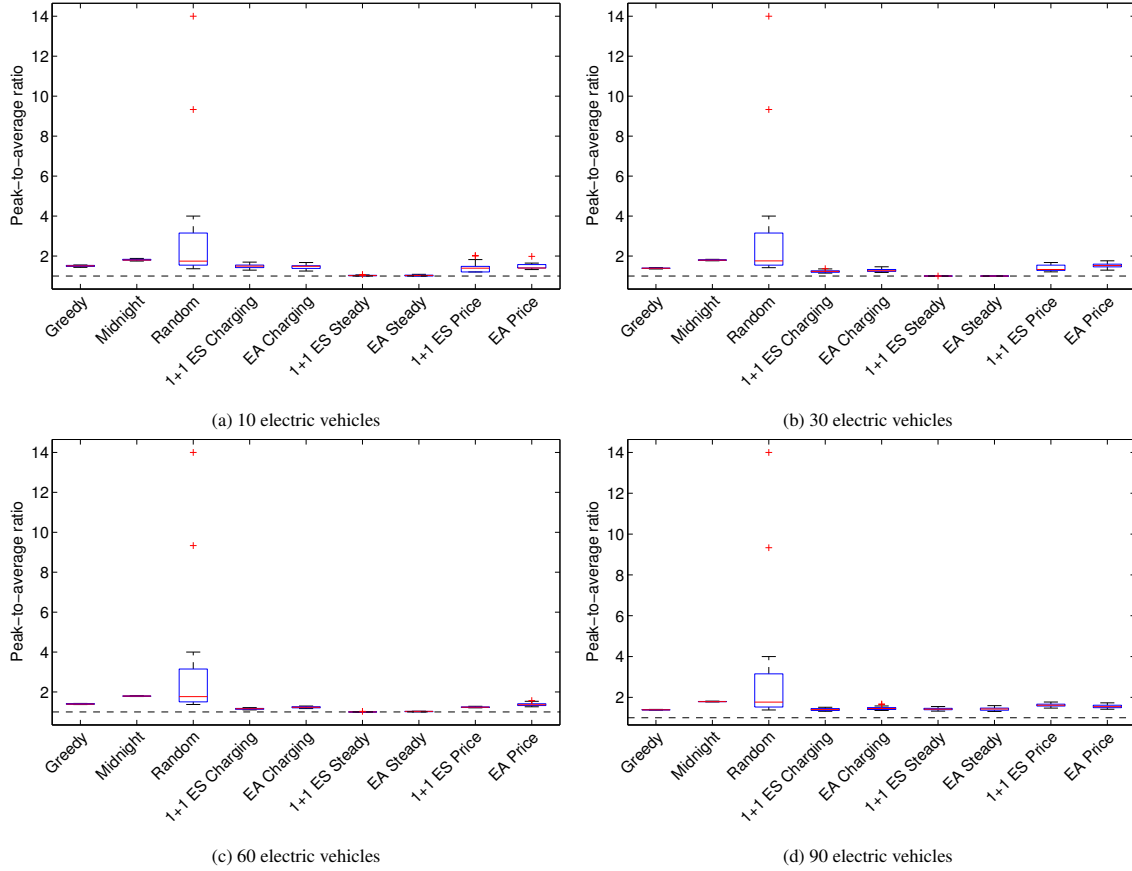 14
12
10
8
6
4
2
Peak-to-average ratio
Greedy
Midnight
Random
1+1 ES Charging
EA Charging
1+1 ES Steady
EA Steady
1+1 ES Price
EA Price
(a) 10 electric vehicles
14
12
10
8
6
4
2
Peak-to-average ratio
Greedy
Midnight
Random
1+1 ES Charging
EA Charging
1+1 ES Steady
EA Steady
1+1 ES Price
EA Price
(b) 30 electric vehicles
14
12
10
8
6
4
2
Peak-to-average ratio
Greedy
Midnight
Random
1+1 ES Charging
EA Charging
1+1 ES Steady
EA Steady
1+1 ES Price
EA Price
(c) 60 electric vehicles
14
12
10
8
6
4
2
Peak-to-average ratio
Greedy
Midnight
Random
1+1 ES Charging
EA Charging
1+1 ES Steady
EA Steady
1+1 ES Price
EA Price
(d) 90 electric vehicles